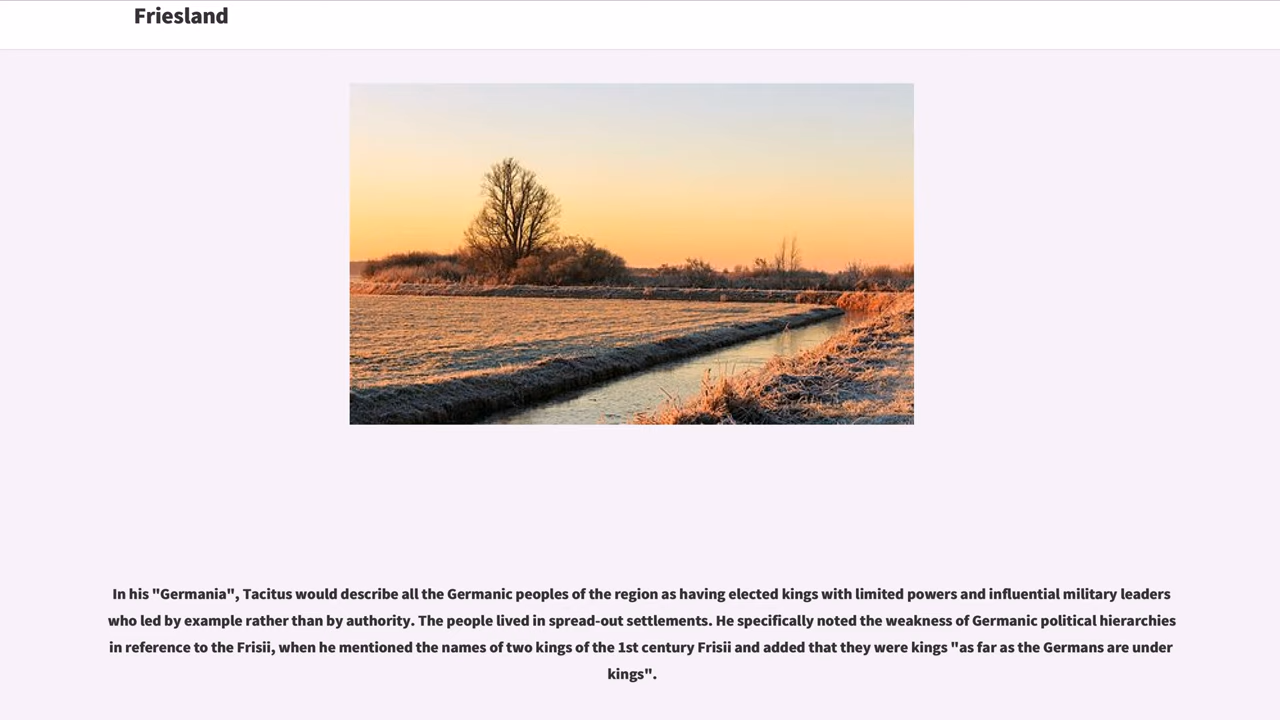 Friesland
In his "Germania", Tacitus would describe all the Germanic peoples of the region as having elected kings with limited powers and influential military leaders
who led by example rather than by authority. The people lived in spread-out settlements. He specifically noted the weakness of Germanic political hierarchies
in reference to the Frisii, when he mentioned the names of two kings of the 1st century Frisii and added that they were kings "as far as the Germans are under
kings".